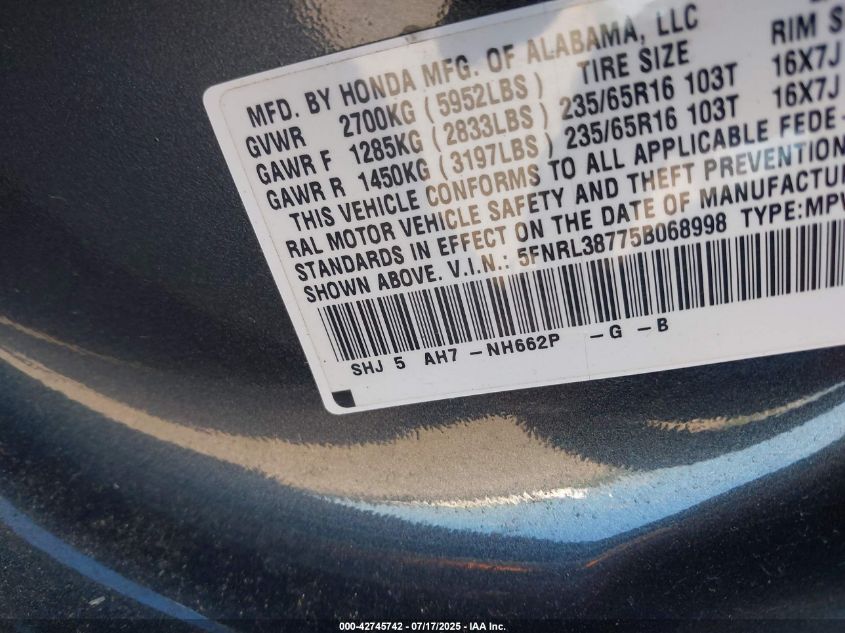 MFD. BY HONDA MFG. OF ALABAMA, LLC
GVWR 2700KG (5952LBS) TIRE SIZE RIM S
GAWR F 1285KG (2833LBS) 235/65R16 103T 16X7J
GAWR R 1450KG (3197LBS) 235/65R16 103T 16X7J
THIS VEHICLE CONFORMS TO ALL APPLICABLE FEDE-
RAL MOTOR VEHICLE SAFETY AND THEFT PREVENTION
STANDARDS IN EFFECT ON THE DATE OF MANUFACTU
SHOWN ABOVE. V.I.N.: 5FNRL38775B068998 TYPE:MPV
SHJ 5 AH7 -NH662P -G -B
000-42745742 - 07/17/2025 - IAA Inc.